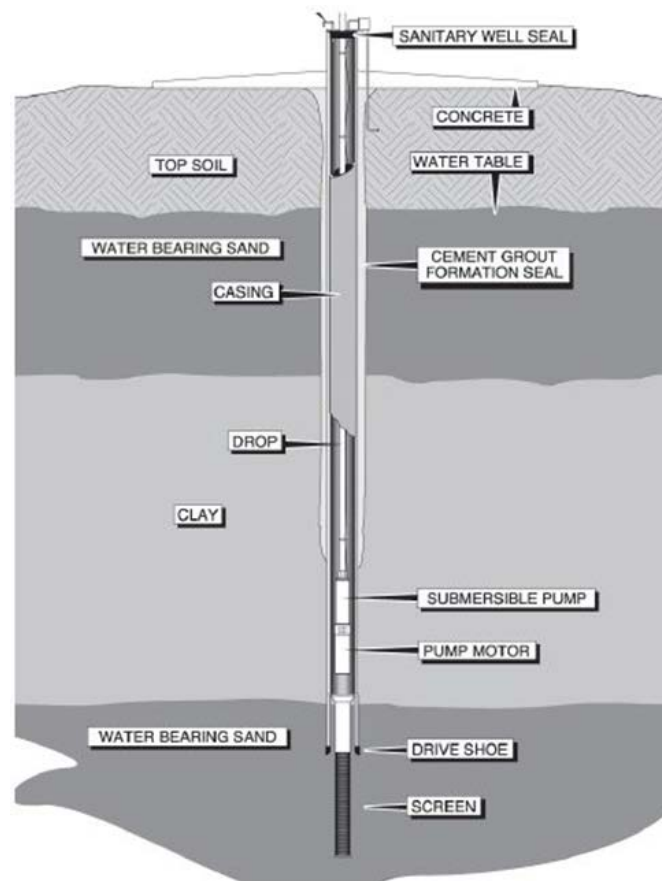 SANITARY WELL SEAL
CONCRETE
TOP SOIL
WATER TABLE
WATER BEARING SAND
CEMENT GROUT
FORMATION SEAL
CASING
DROP
CLAY
SUBMERSIBLE PUMP
PUMP MOTOR
WATER BEARING SAND
DRIVE SHOE
SCREEN